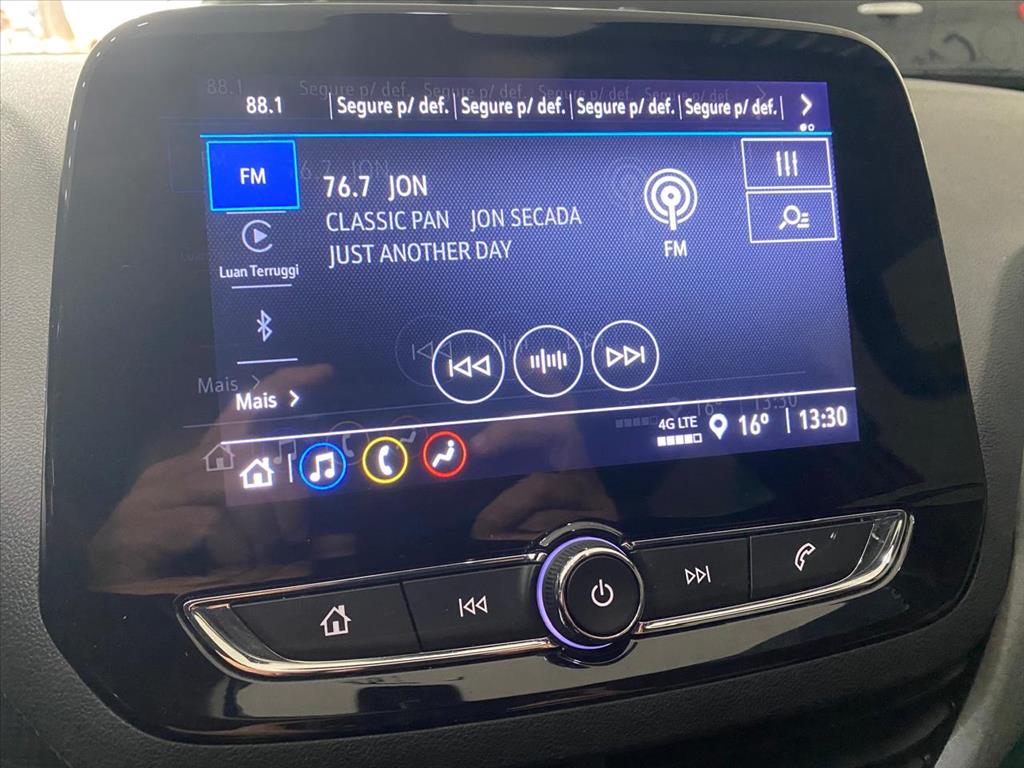 88.1 Segure p/ def. Segure p/ def. Segure p/ def. Segure p/ def.
FM
76.7 JON
CLASSIC PAN JON SECADA
JUST ANOTHER DAY
FM
Luan Terruggi
Mais
4G LTE 16º 13:30